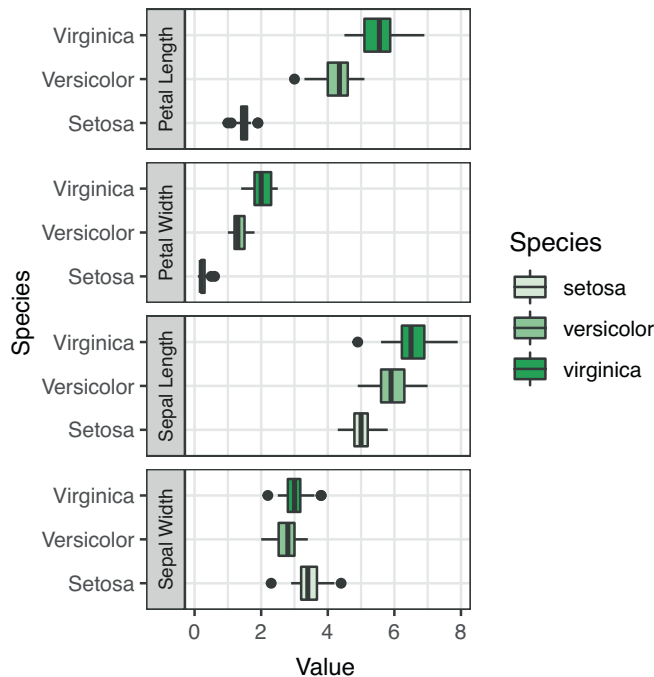 Virginica
Versicolor
Setosa
Petal Length
Virginica
Versicolor
Setosa
Petal Width
Virginica
Versicolor
Setosa
Sepal Length
Virginica
Versicolor
Setosa
Sepal Width
Species
0 2 4 6 8
Value
Species
setosa
versicolor
virginica